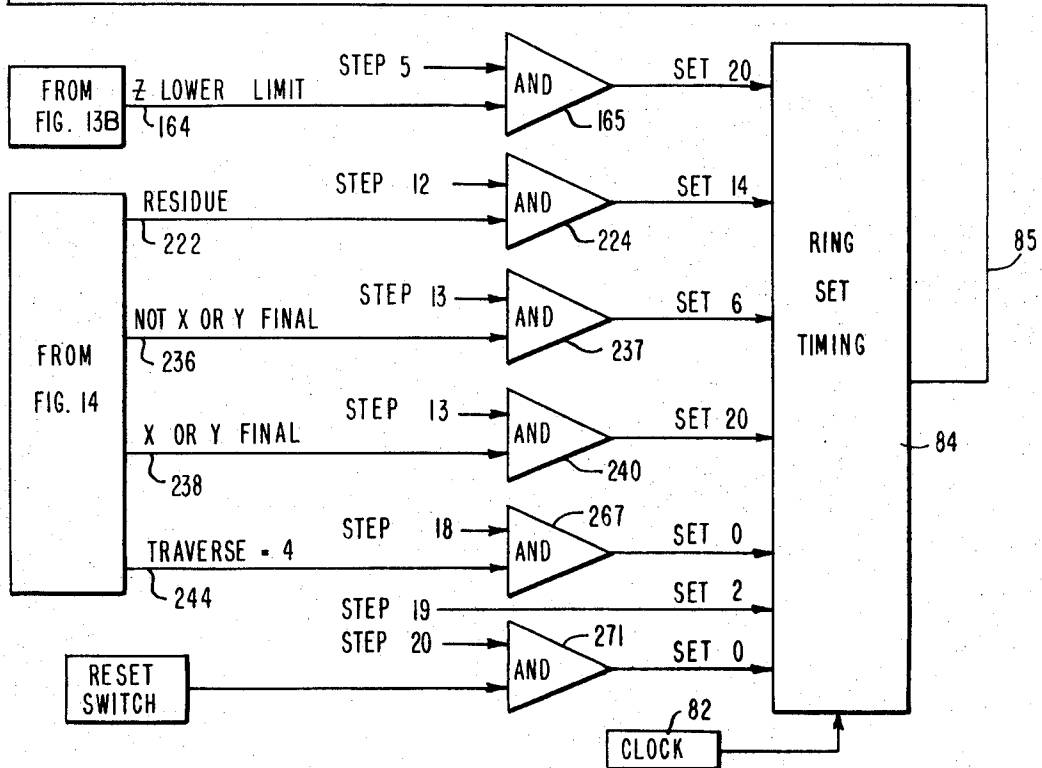 STEP 5
AND
SET 20
FROM
FIG. 13B
Z LOWER LIMIT
164
165
STEP 12
AND
SET 14
RESIDUE
222
224
RING
SET
TIMING
85
STEP 13
AND
SET 6
NOT X OR Y FINAL
236
237
FROM
FIG. 14
STEP 13
AND
SET 20
X OR Y FINAL
238
240
84
STEP 18
AND
267
SET 0
TRAVERSE = 4
244
STEP 19
SET 2
STEP 20
AND
271
SET 0
RESET
SWITCH
82
CLOCK